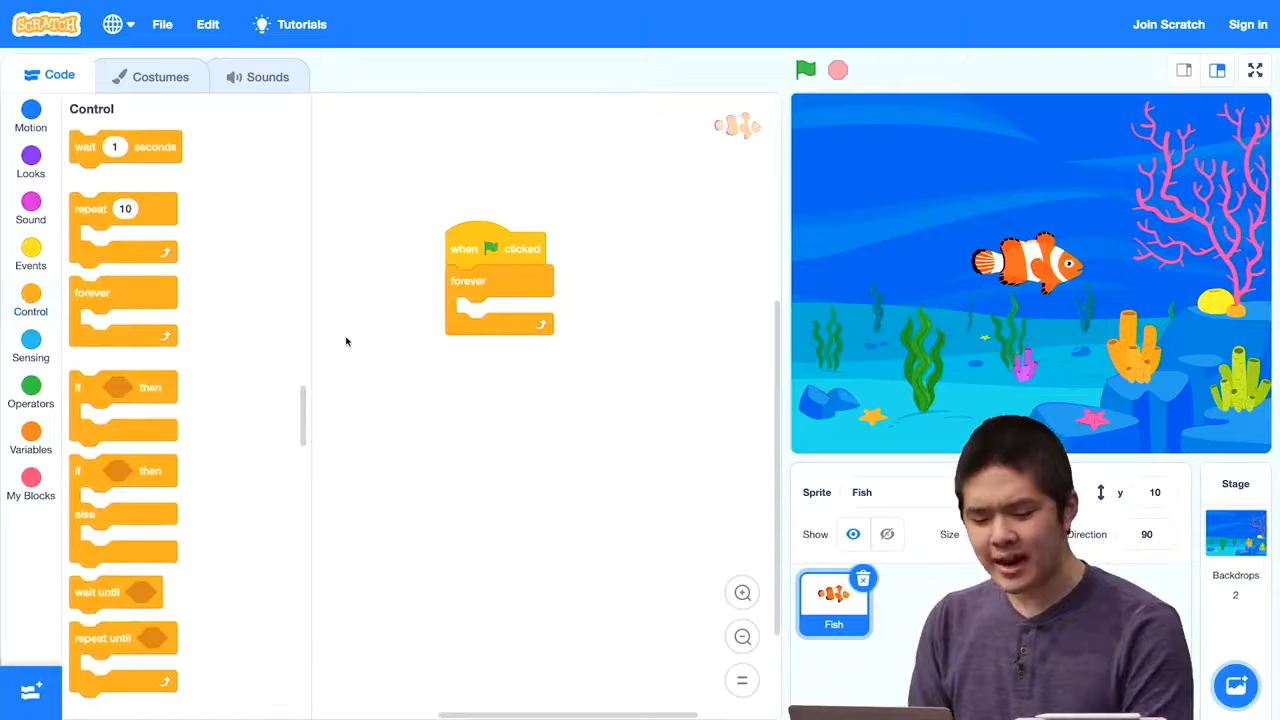 SCRATCH File Edit Tutorials Join Scratch Sign in
Code Costumes Sounds
Motion
Looks
Sound
Events
Control
Sensing
Operators
Variables
My Blocks
Control
wait 1 seconds
repeat 10
forever
if then
if then
else
wait until
repeat until
when clicked
forever
Sprite Fish y 10
Show Size Direction 90
Fish
Stage
Backdrops
2